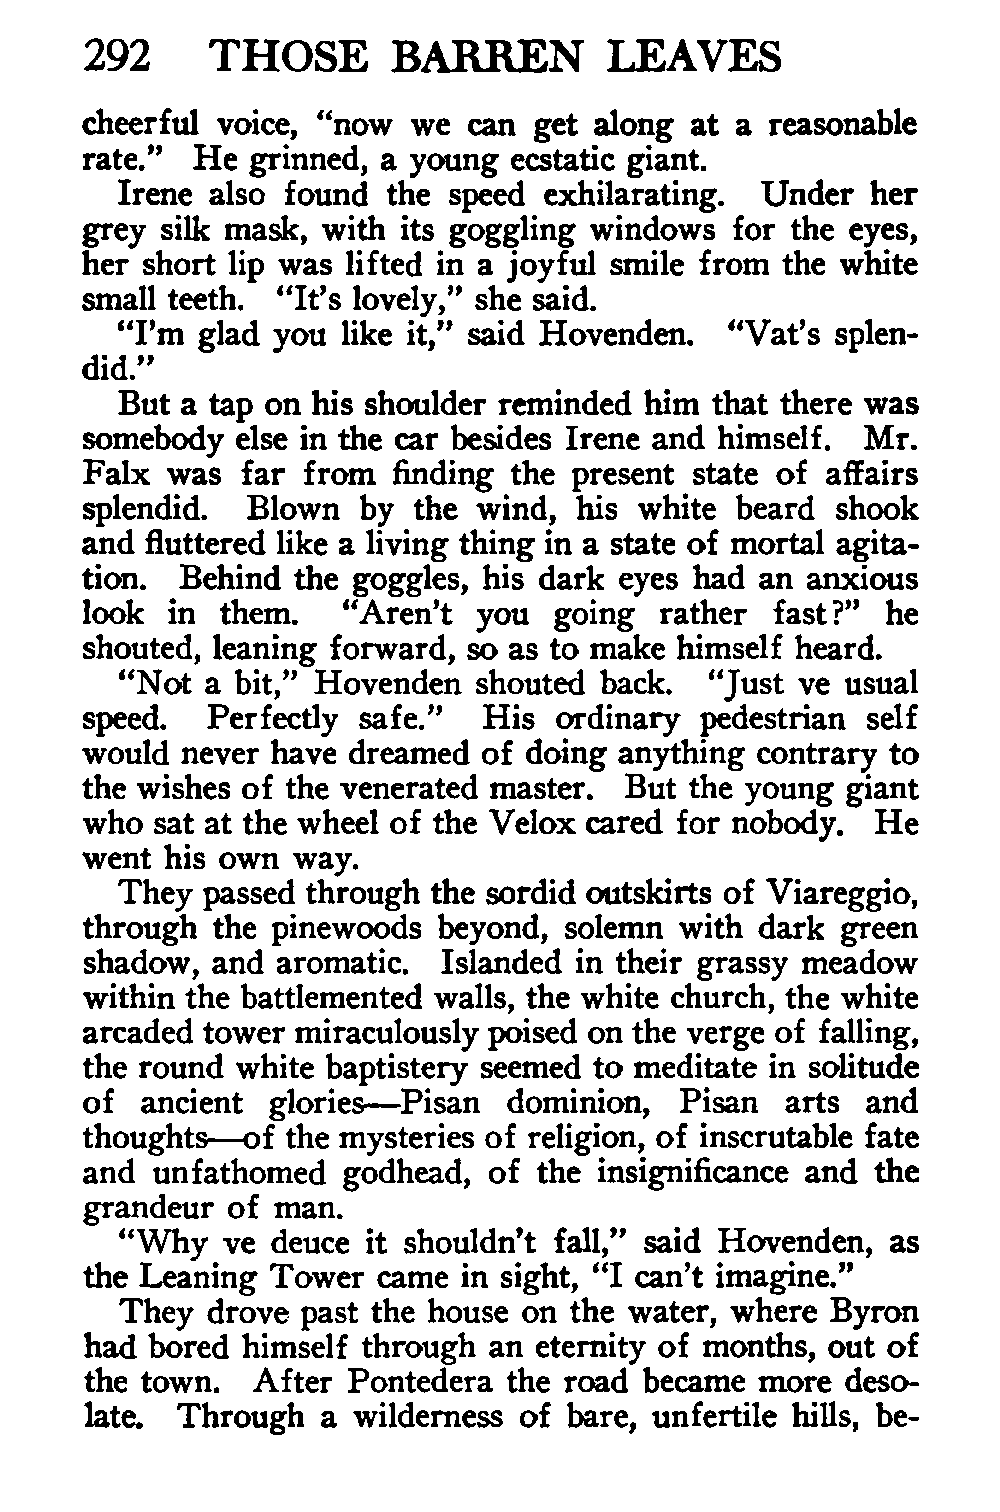 292 THOSE BARREN LEAVES
cheerful voice, “now we can get along at a reasonable
rate.” He grinned, a young ecstatic giant.
Irene also found the speed exhilarating. Under her
grey silk mask, with its goggling windows for the eyes,
her short lip was lifted in a joyful smile from the white
small teeth. “It’s lovely,” she said.
“I’m glad you like it,” said Hovenden. “Vat’s splen-
did.”
But a tap on his shoulder reminded him that there was
somebody else in the car besides Irene and himself. Mr.
Falx was far from finding the present state of affairs
splendid. Blown by the wind, his white beard shook
and fluttered like a living thing in a state of mortal agita-
tion. Behind the goggles, his dark eyes had an anxious
look in them. “Aren’t you going rather fast?” he
shouted, leaning forward, so as to make himself heard.
“Not a bit,” Hovenden shouted back. “Just ve usual
speed. Perfectly safe.” His ordinary pedestrian self
would never have dreamed of doing anything contrary to
the wishes of the venerated master. But the young giant
who sat at the wheel of the Velox cared for nobody. He
went his own way.
They passed through the sordid outskirts of Viareggio,
through the pinewoods beyond, solemn with dark green
shadow, and aromatic. Islanded in their grassy meadow
within the battlemented walls, the white church, the white
arcaded tower miraculously poised on the verge of falling,
the round white baptistery seemed to meditate in solitude
of ancient glories—Pisan dominion, Pisan arts and
thoughts—of the mysteries of religion, of inscrutable fate
and unfathomed godhead, of the insignificance and the
grandeur of man.
“Why ve deuce it shouldn’t fall,” said Hovenden, as
the Leaning Tower came in sight, “I can’t imagine.”
They drove past the house on the water, where Byron
had bored himself through an eternity of months, out of
the town. After Pontedera the road became more deso-
late. Through a wilderness of bare, unfertile hills, be-